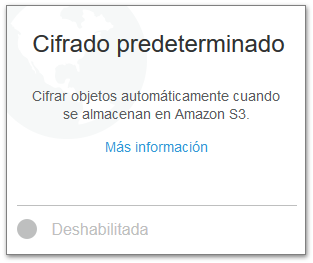 Cifrado predeterminado
Cifrar objetos automáticamente cuando
se almacenan en Amazon S3.
Más información
Deshabilitada